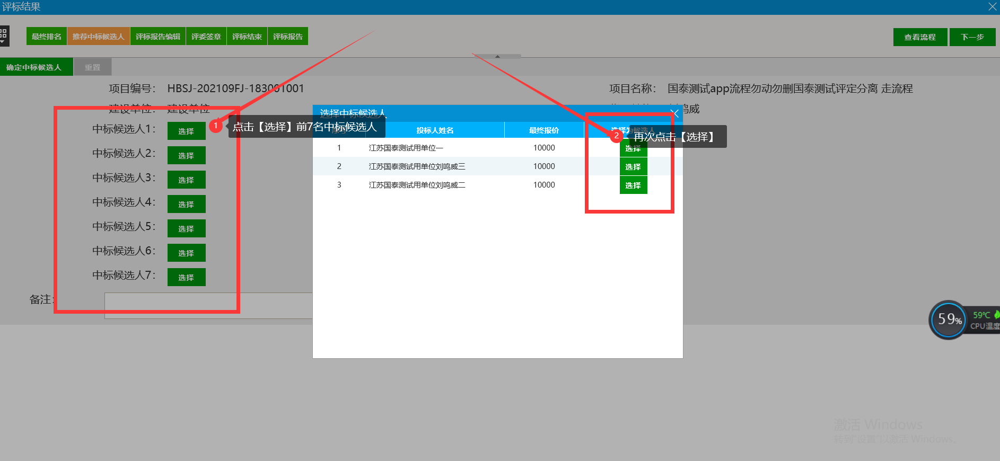 评标结果
最终排名 推荐中标候选人 评标报告编辑 评委签章 评标结束 评标报告
查看流程 下一步
确定中标候选人 重置
项目编号： HBSJ-202109FJ-183001001
项目名称： 国泰测试app流程勿动勿删国泰测试评定分离 走流程
建设单位： 建设单位
鸣威
中标候选人1： 选择
1 点击【选择】前7名中标候选人
中标候选人2： 选择
中标候选人3： 选择
中标候选人4： 选择
中标候选人5： 选择
中标候选人6： 选择
中标候选人7： 选择
备注：
选择中标候选人
投标人姓名 最终报价 选择为候选人
2 再次点击【选择】
1 江苏国泰测试用单位一 10000 选择
2 江苏国泰测试用单位刘鸣威三 10000 选择
3 江苏国泰测试用单位刘鸣威二 10000 选择
59% 59℃
CPU温度
激活 Windows
转到"设置"以激活 Windows。